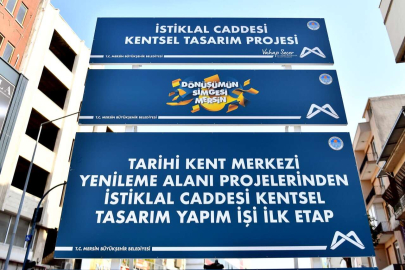 İSTİKLAL CADDESİ
KENTSEL TASARIM PROJESİ
Vahap Seçer
T.C. MERSİN BÜYÜKŞEHİR BELEDİYESİ
DÖNÜŞÜMÜN
SİMGESİ
MERSİN
T.C. MERSİN BÜYÜKŞEHİR BELEDİYESİ
TARİHİ KENT MERKEZİ
YENİLEME ALANI PROJELERİNDEN
İSTİKLAL CADDESİ KENTSEL
TASARIM YAPIM İŞİ İLK ETAP
T.C. MERSİN BÜYÜKŞEHİR BELEDİYESİ